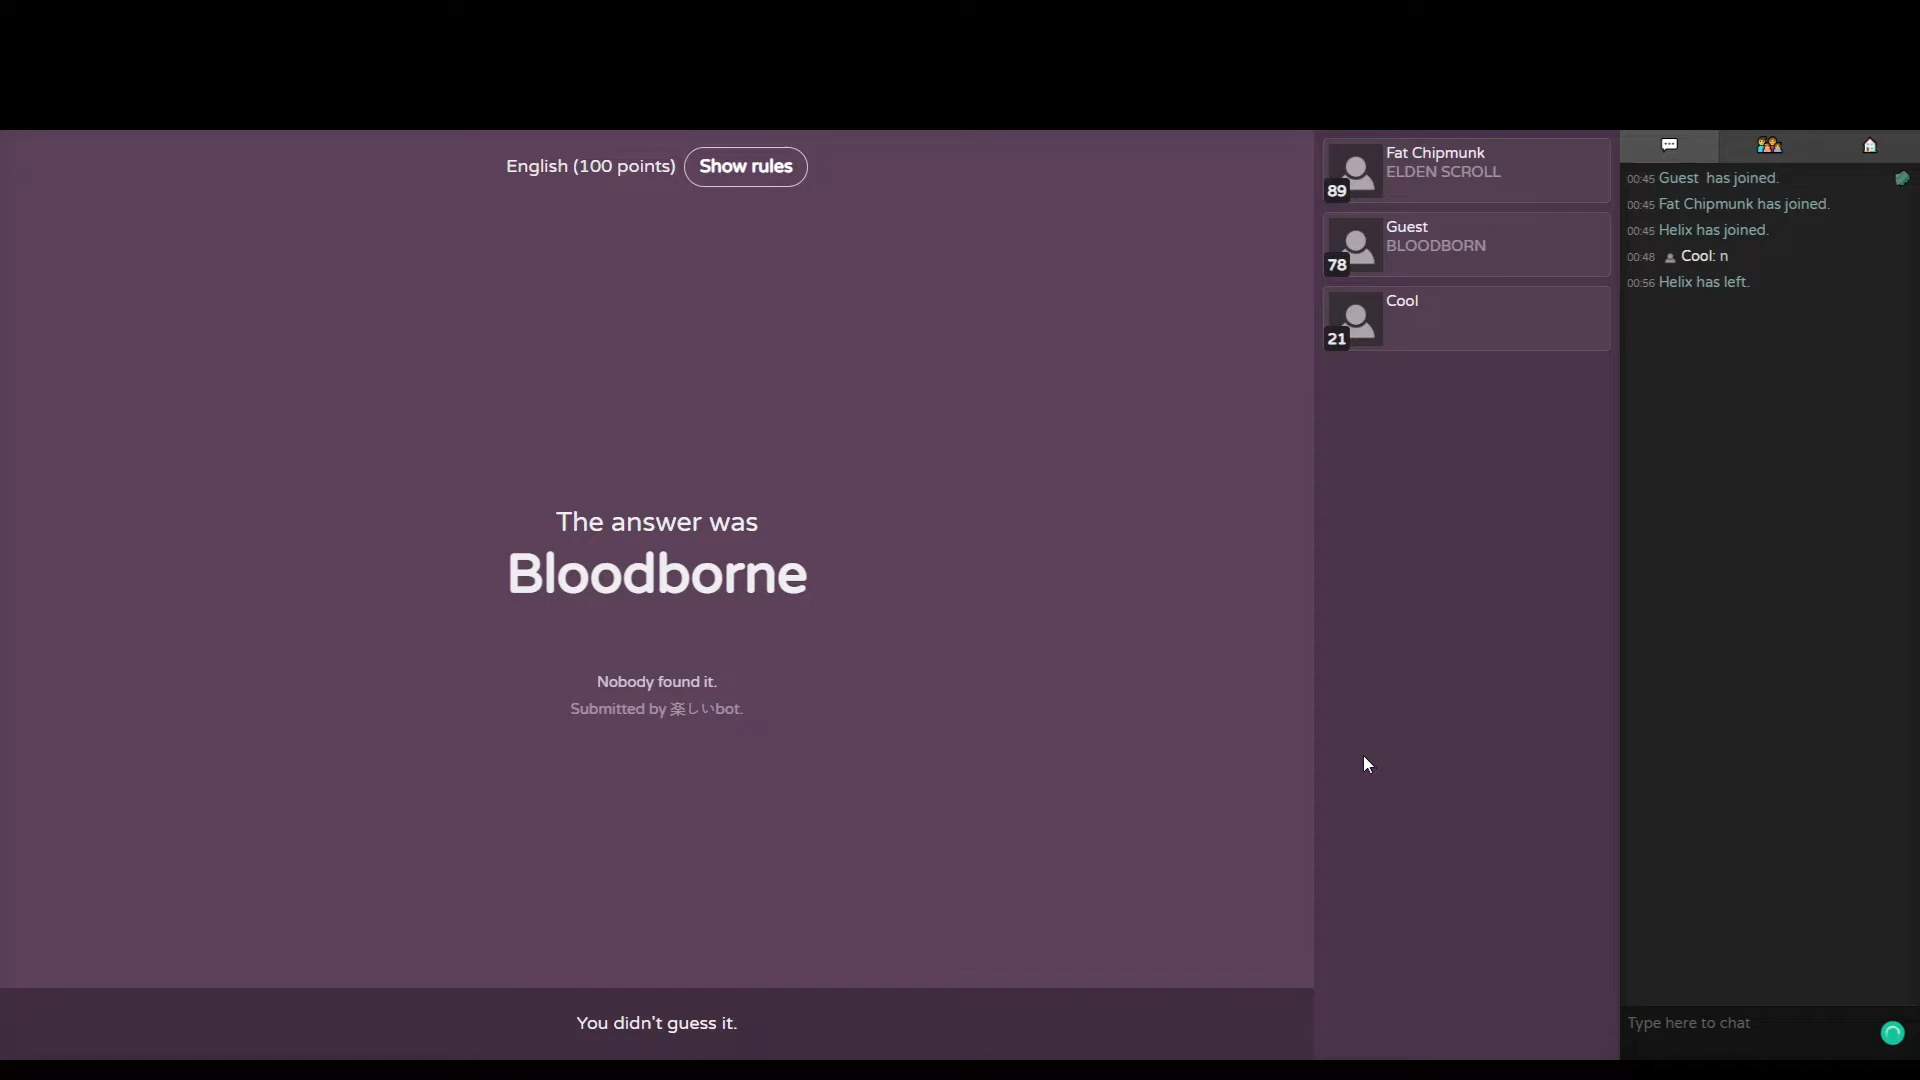 English (100 points) Show rules
The answer was
Bloodborne
Nobody found it.
Submitted by 楽しいbot.
You didn't guess it.
Fat Chipmunk
ELDEN SCROLL
89
Guest
BLOODBORN
78
Cool
21
00:45 Guest has joined.
00:45 Fat Chipmunk has joined.
00:45 Helix has joined.
00:48 Cool: n
00:56 Helix has left.
Type here to chat